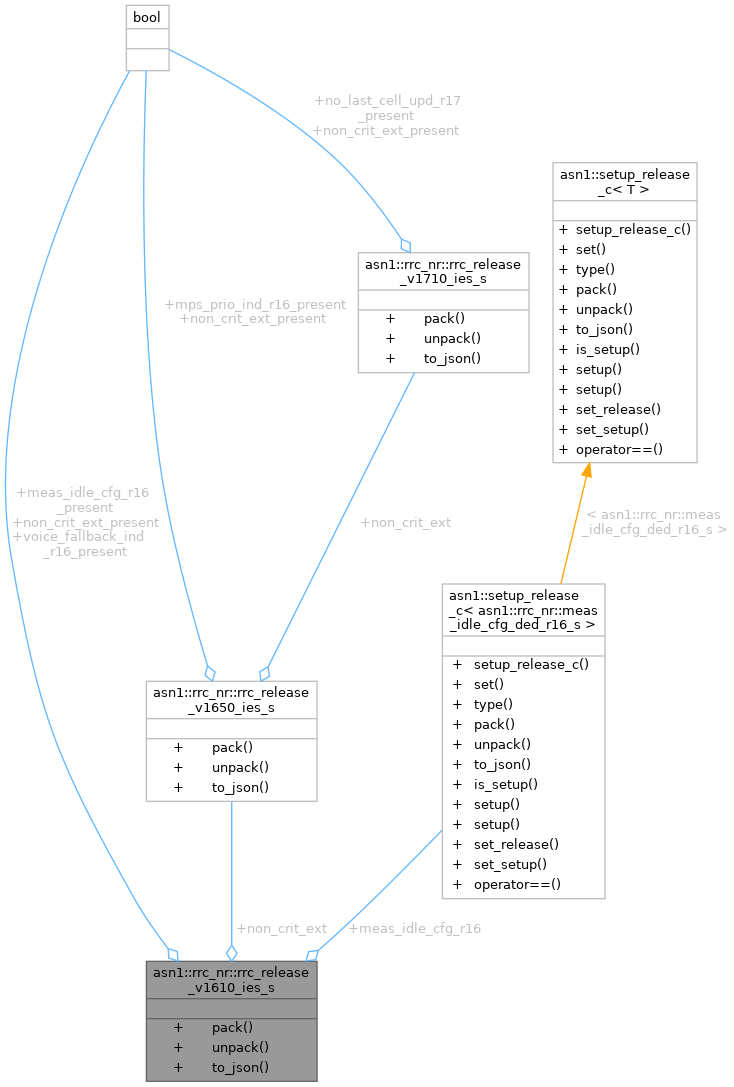 bool
+no_last_cell_upd_r17
_present
+non_crit_ext_present
asn1::setup_release
_c< T >
+ setup_release_c()
+ set()
+ type()
+ pack()
+ unpack()
+ to_json()
+ is_setup()
+ setup()
+ setup()
+ set_release()
+ set_setup()
+ operator==()
asn1::rrc_nr::rrc_release
_v1710_ies_s
+ pack()
+ unpack()
+ to_json()
+mps_prio_ind_r16_present
+non_crit_ext_present
+meas_idle_cfg_r16
_present
+non_crit_ext_present
+voice_fallback_ind
_r16_present
+non_crit_ext
< asn1::rrc_nr::meas
_idle_cfg_ded_r16_s >
asn1::setup_release
_c< asn1::rrc_nr::meas
_idle_cfg_ded_r16_s >
+ setup_release_c()
+ set()
+ type()
+ pack()
+ unpack()
+ to_json()
+ is_setup()
+ setup()
+ setup()
+ set_release()
+ set_setup()
+ operator==()
asn1::rrc_nr::rrc_release
_v1650_ies_s
+ pack()
+ unpack()
+ to_json()
+non_crit_ext
+meas_idle_cfg_r16
asn1::rrc_nr::rrc_release
_v1610_ies_s
+ pack()
+ unpack()
+ to_json()